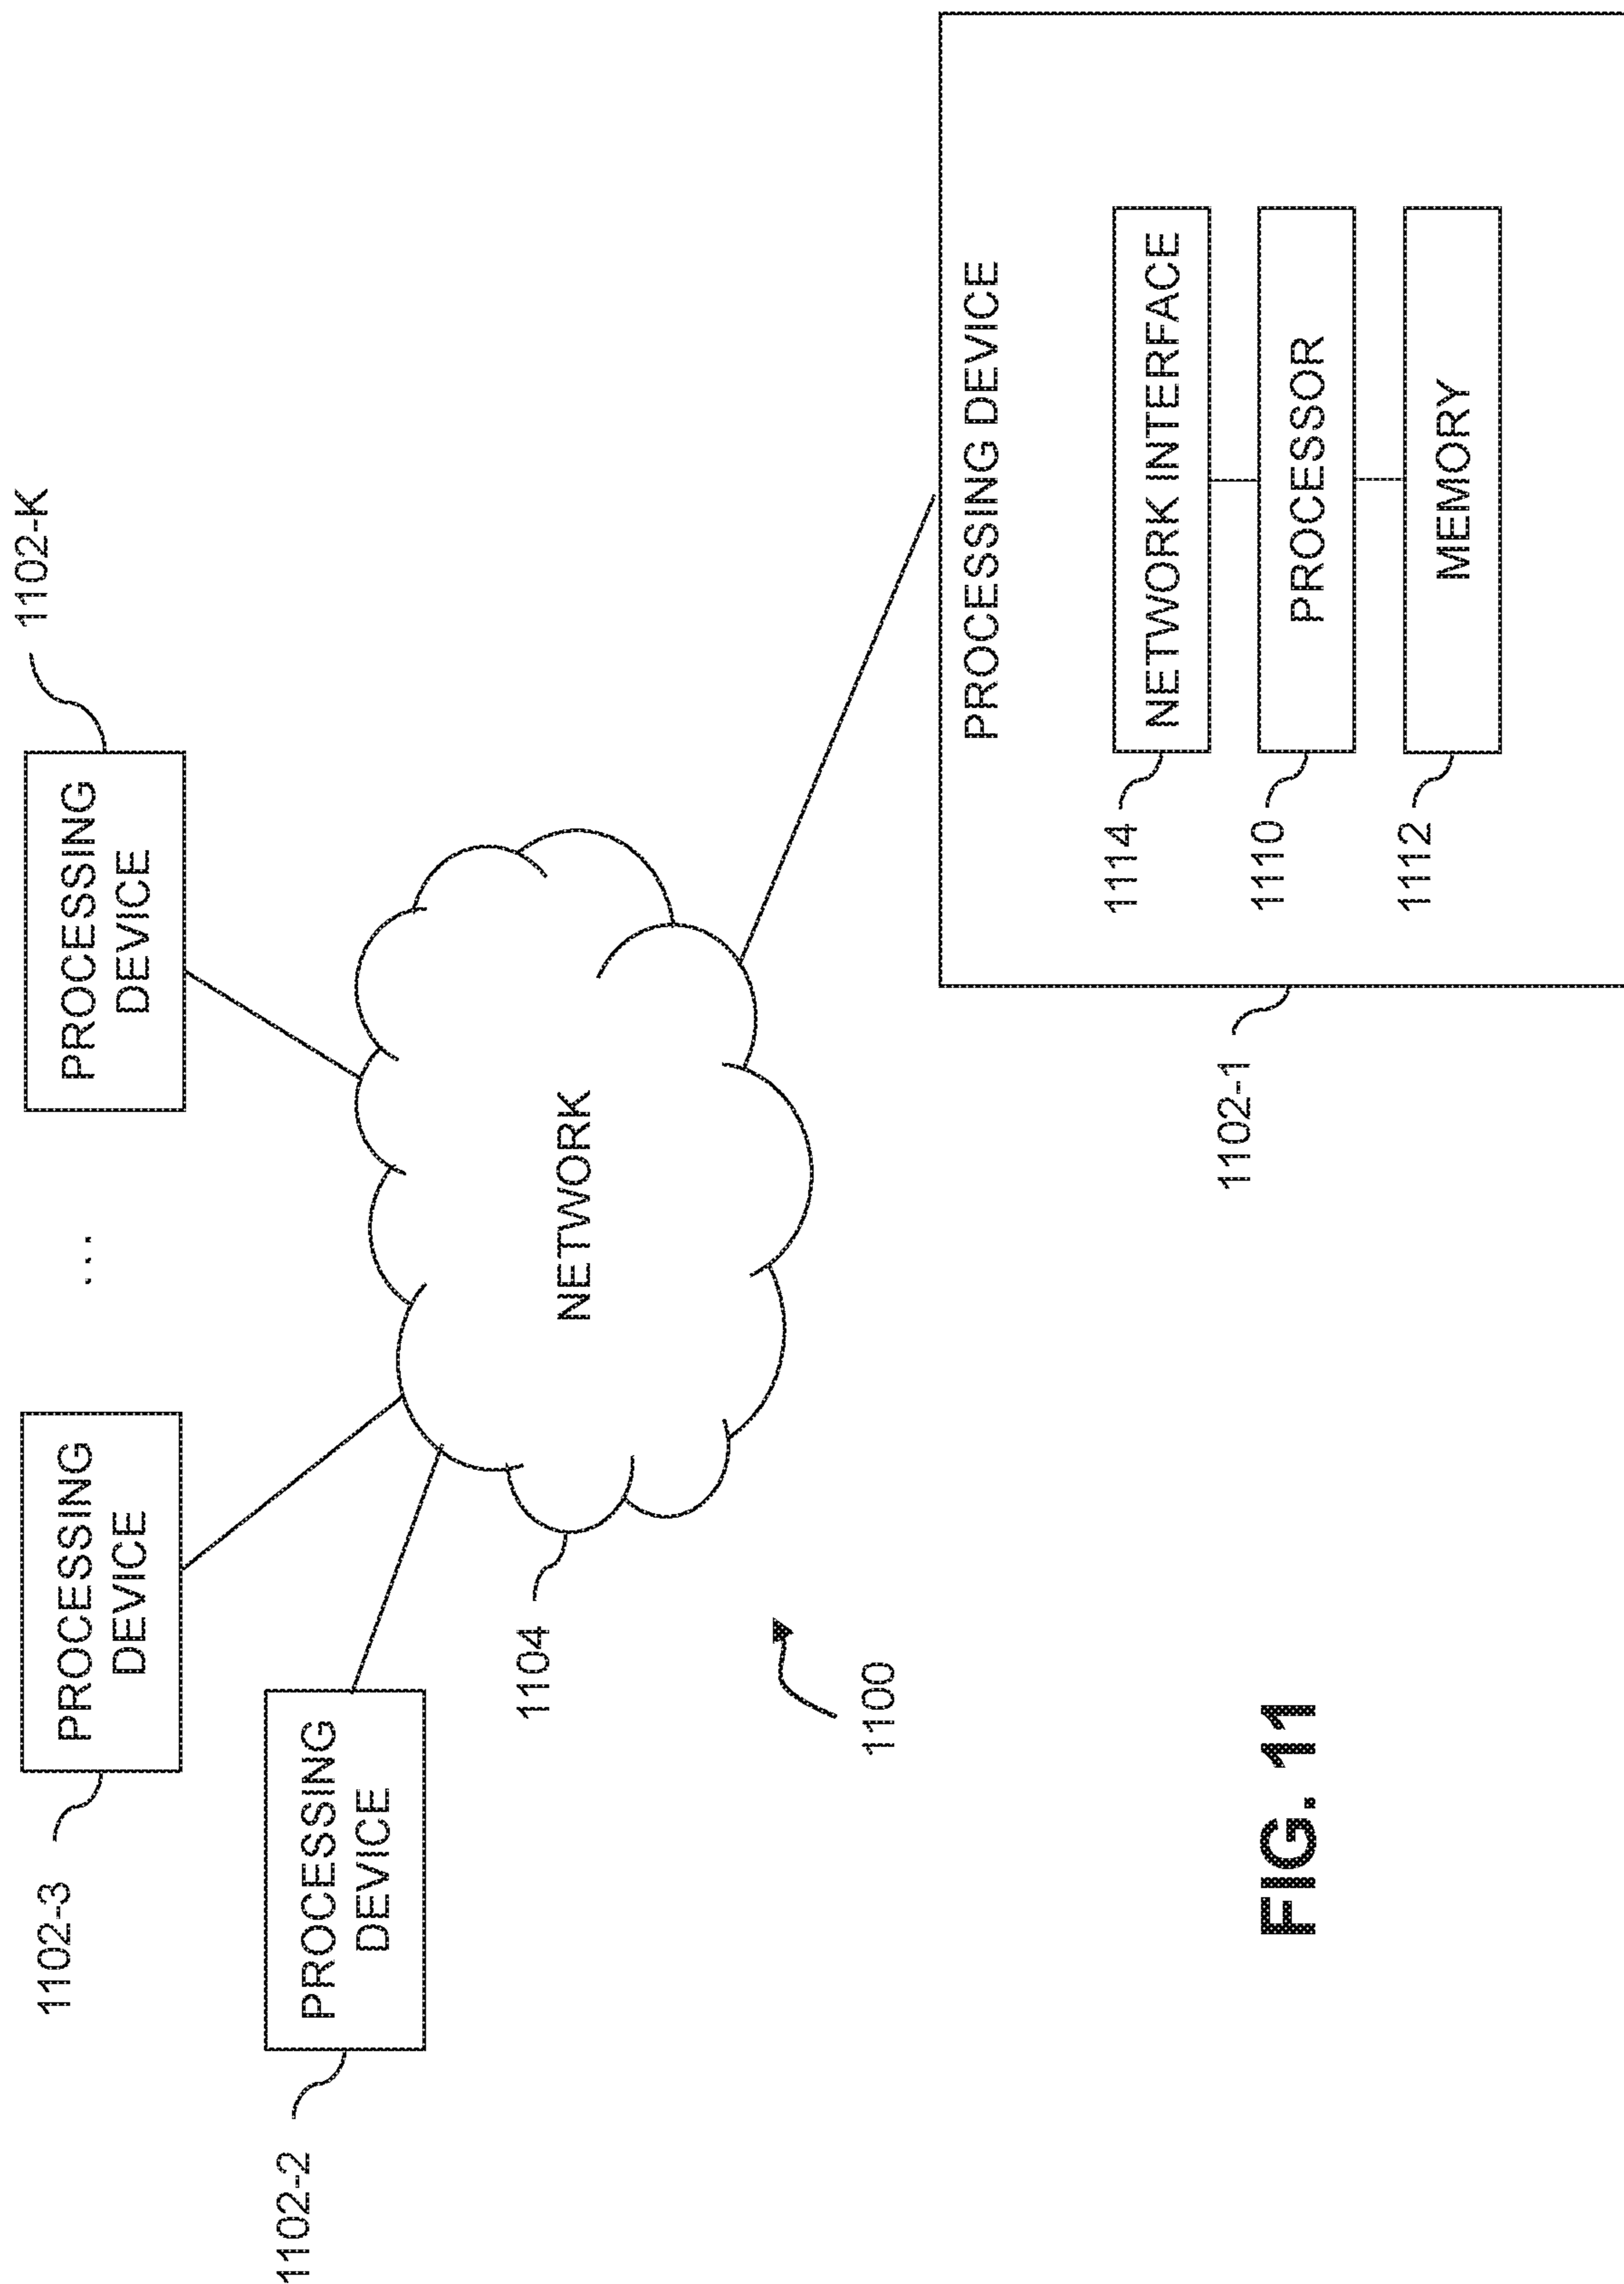 1102-2
1102-3
PROCESSING
DEVICE
PROCESSING
DEVICE
...
PROCESSING
DEVICE
1102-K
1104
NETWORK
1100
1102-1
PROCESSING DEVICE
1114
NETWORK INTERFACE
1110
PROCESSOR
1112
MEMORY
FIG. 11